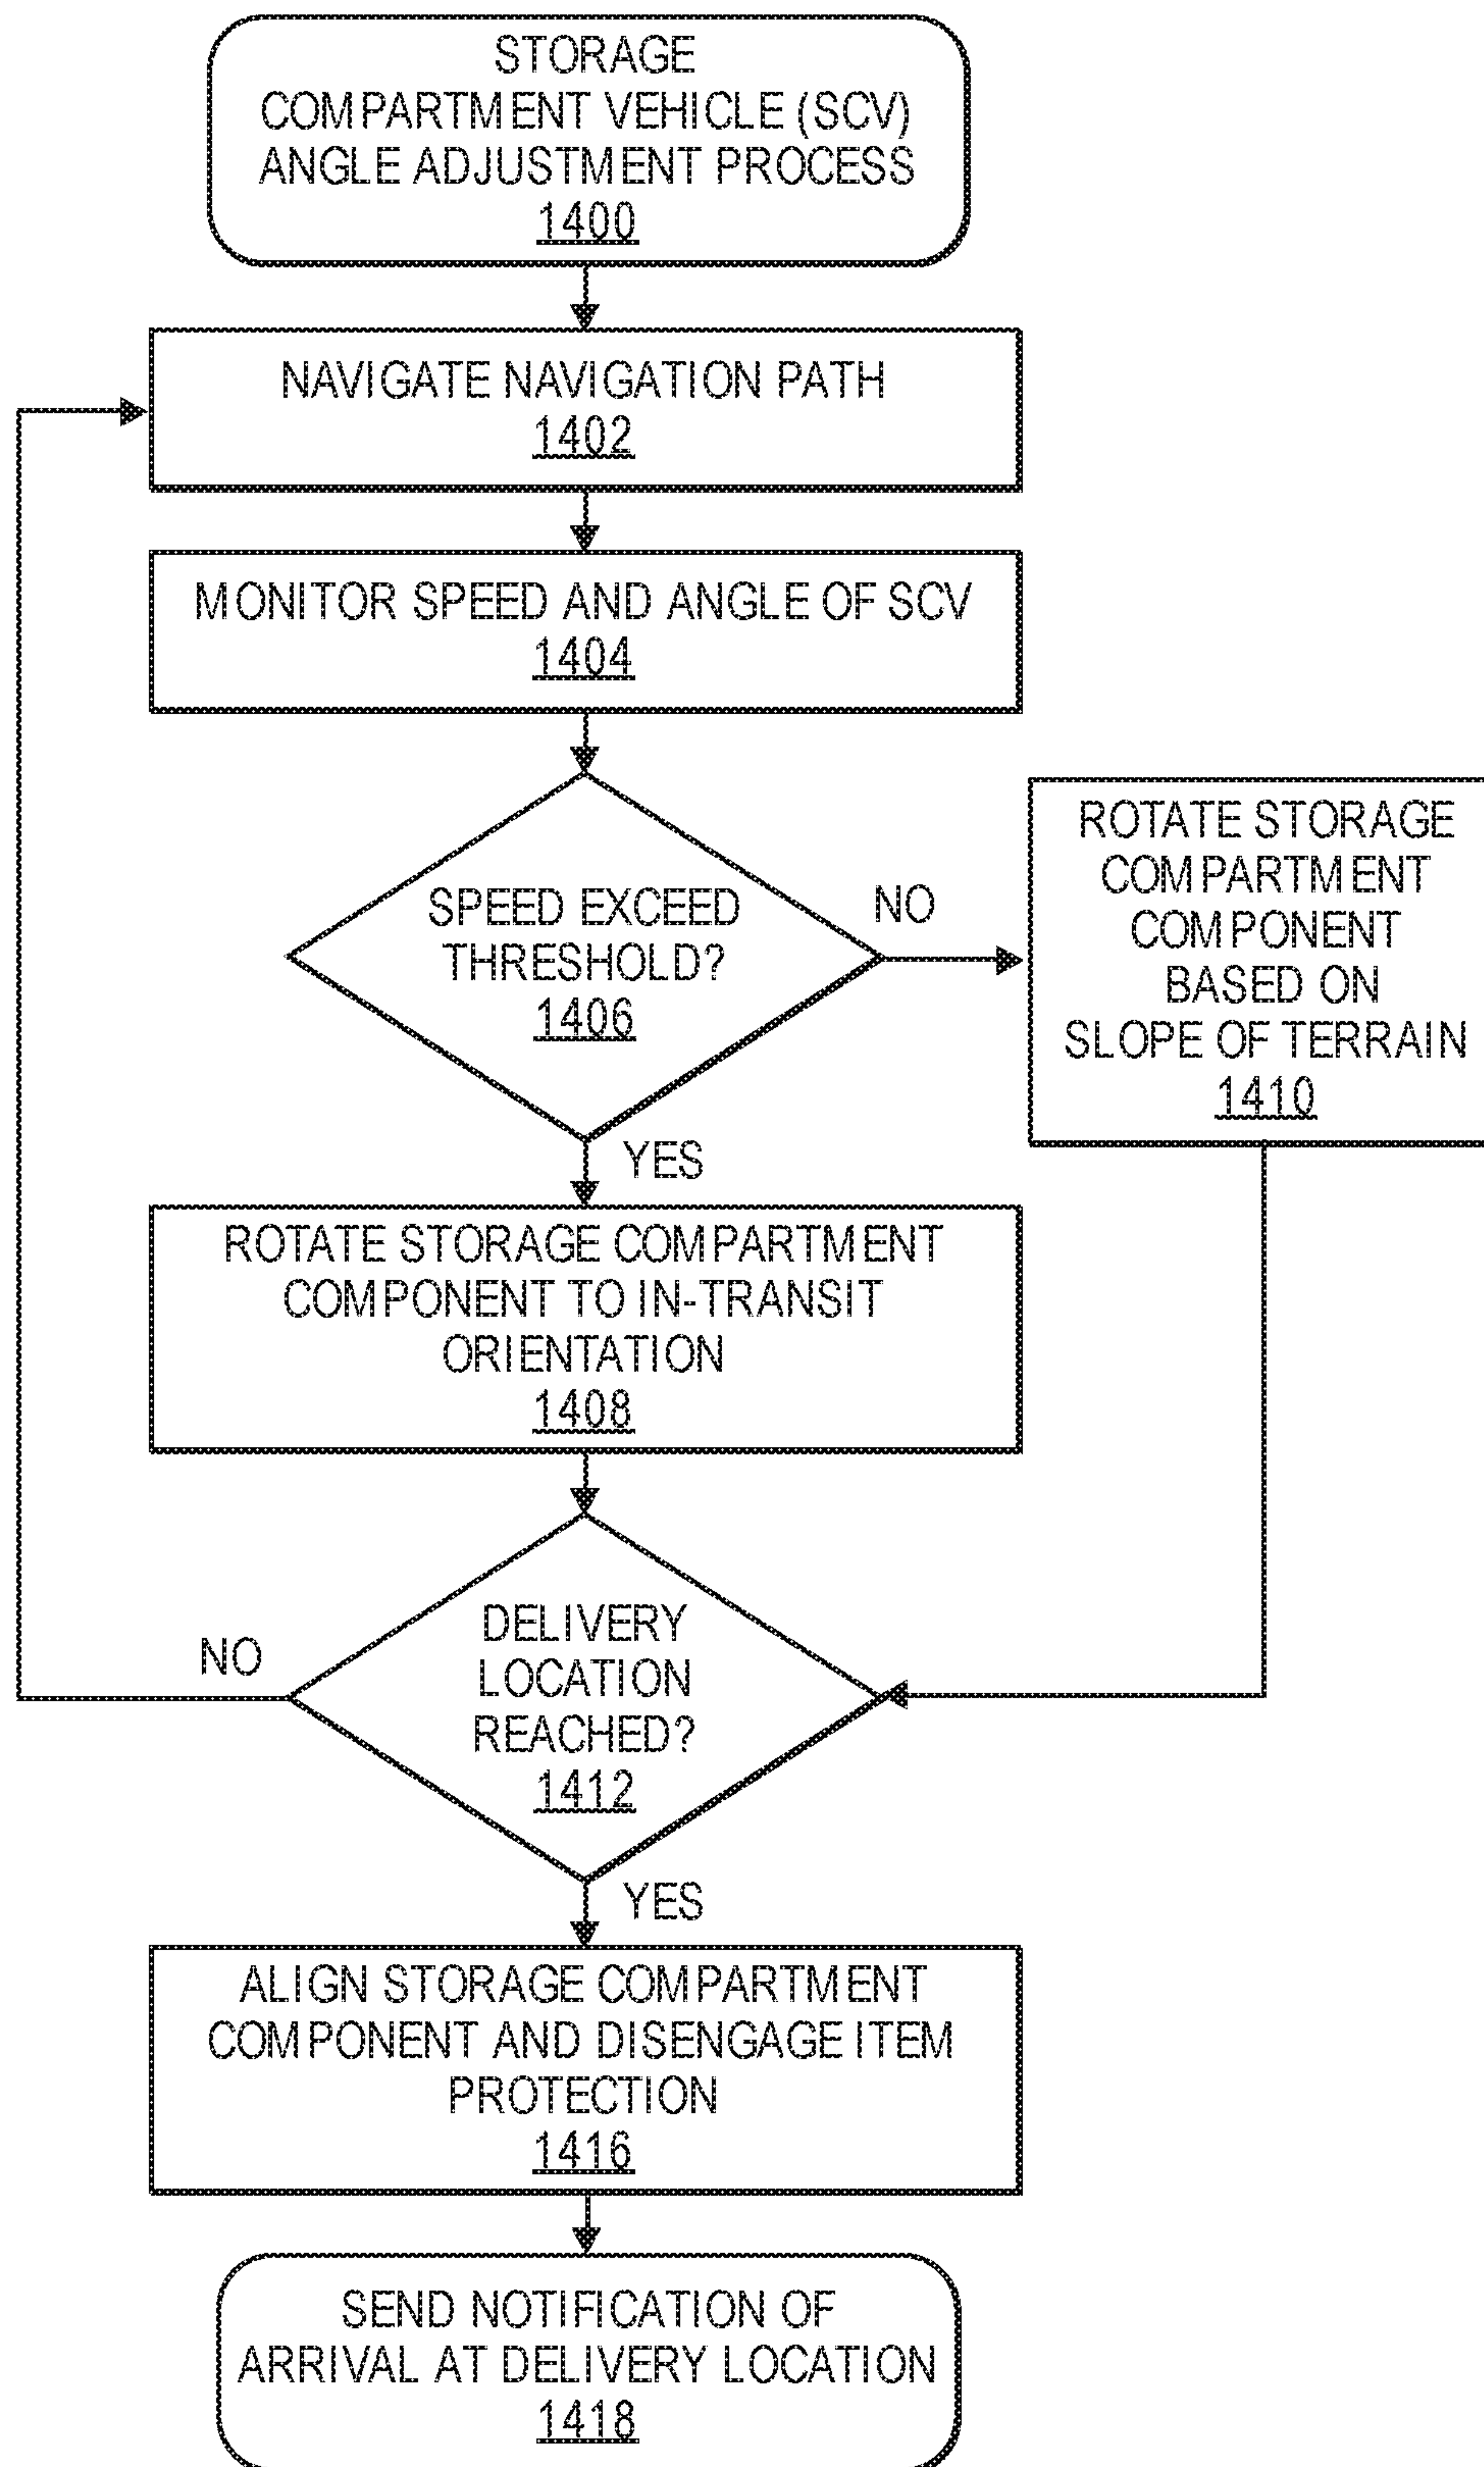 STORAGE
COMPARTMENT VEHICLE (SCV)
ANGLE ADJUSTMENT PROCESS
1400
NAVIGATE NAVIGATION PATH
1402
MONITOR SPEED AND ANGLE OF SCV
1404
SPEED EXCEED
THRESHOLD?
1406
NO
ROTATE STORAGE
COMPARTMENT
COMPONENT
BASED ON
SLOPE OF TERRAIN
1410
YES
ROTATE STORAGE COMPARTMENT
COMPONENT TO IN-TRANSIT
ORIENTATION
1408
DELIVERY
LOCATION
REACHED?
1412
NO
YES
ALIGN STORAGE COMPARTMENT
COMPONENT AND DISENGAGE ITEM
PROTECTION
1416
SEND NOTIFICATION OF
ARRIVAL AT DELIVERY LOCATION
1418